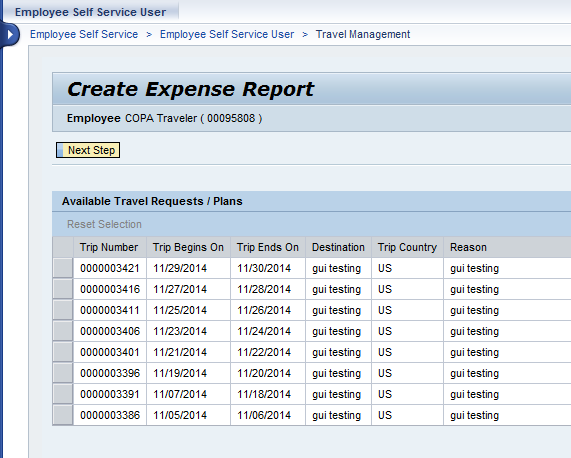 Employee Self Service User
Employee Self Service > Employee Self Service User > Travel Management
Create Expense Report
Employee COPA Traveler ( 00095808 )
Next Step
Available Travel Requests / Plans
Reset Selection
Trip Number Trip Begins On Trip Ends On Destination Trip Country Reason
0000003421 11/29/2014 11/30/2014 gui testing US gui testing
0000003416 11/27/2014 11/28/2014 gui testing US gui testing
0000003411 11/25/2014 11/26/2014 gui testing US gui testing
0000003406 11/23/2014 11/24/2014 gui testing US gui testing
0000003401 11/21/2014 11/22/2014 gui testing US gui testing
0000003396 11/19/2014 11/20/2014 gui testing US gui testing
0000003391 11/07/2014 11/18/2014 gui testing US gui testing
0000003386 11/05/2014 11/06/2014 gui testing US gui testing